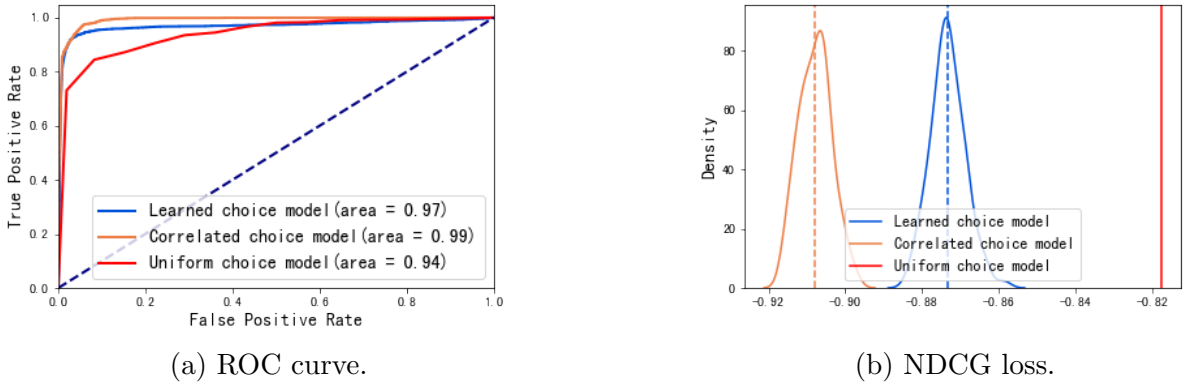 1.0
0.8
0.6
0.4
0.2
0.0
True Positive Rate
Learned choice model(area = 0.97)
Correlated choice model(area = 0.99)
Uniform choice model(area = 0.94)
0.0 0.2 0.4 0.6 0.8 1.0
False Positive Rate
(a) ROC curve.
80
60
40
20
0
Density
Learned choice model
Correlated choice model
Uniform choice model
−0.92 −0.90 −0.88 −0.86 −0.84 −0.82
(b) NDCG loss.